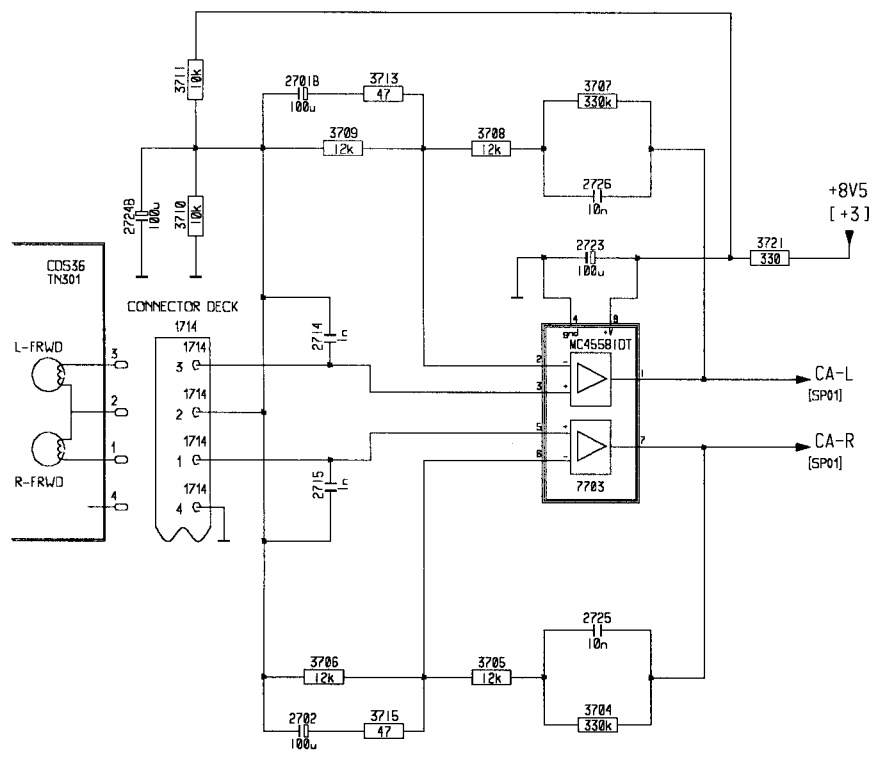 3711
10k
2701B
100u
3713
47
3707
330k
3709
12k
3708
12k
2724B
100u
3710
10k
2726
10n
+8V5
[+3]
2723
100u
3721
330
CDS36
TN301
CONNECTOR DECK
1714
2714
1n
4
8
gnd
+V
MC4558IDT
L-FRWD
3
1714
3
2
-
1
CA-L
[SP01]
3
+
2
1714
2
5
+
7
CA-R
[SP01]
6
-
1
1714
1
R-FRWD
2715
1n
7703
4
1714
4
2725
10n
3706
12k
3705
12k
3704
330k
2702
100u
3715
47